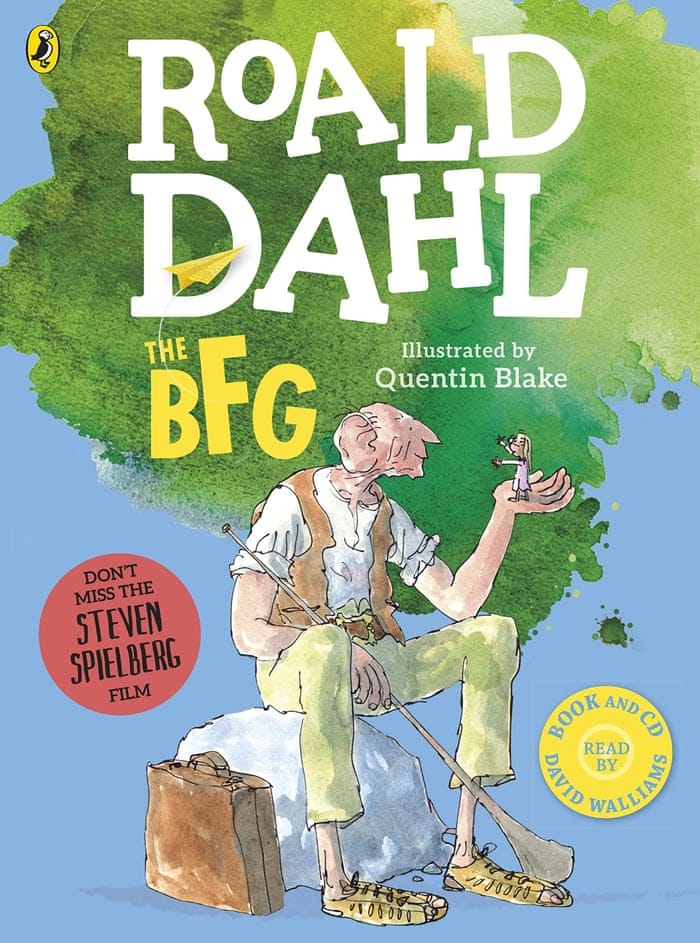 ROALD
DAHL
THE
BFG
Illustrated by
Quentin Blake
DON'T
MISS THE
STEVEN
SPIELBERG
FILM
BOOK AND CD
READ
BY
DAVID WALLIAMS